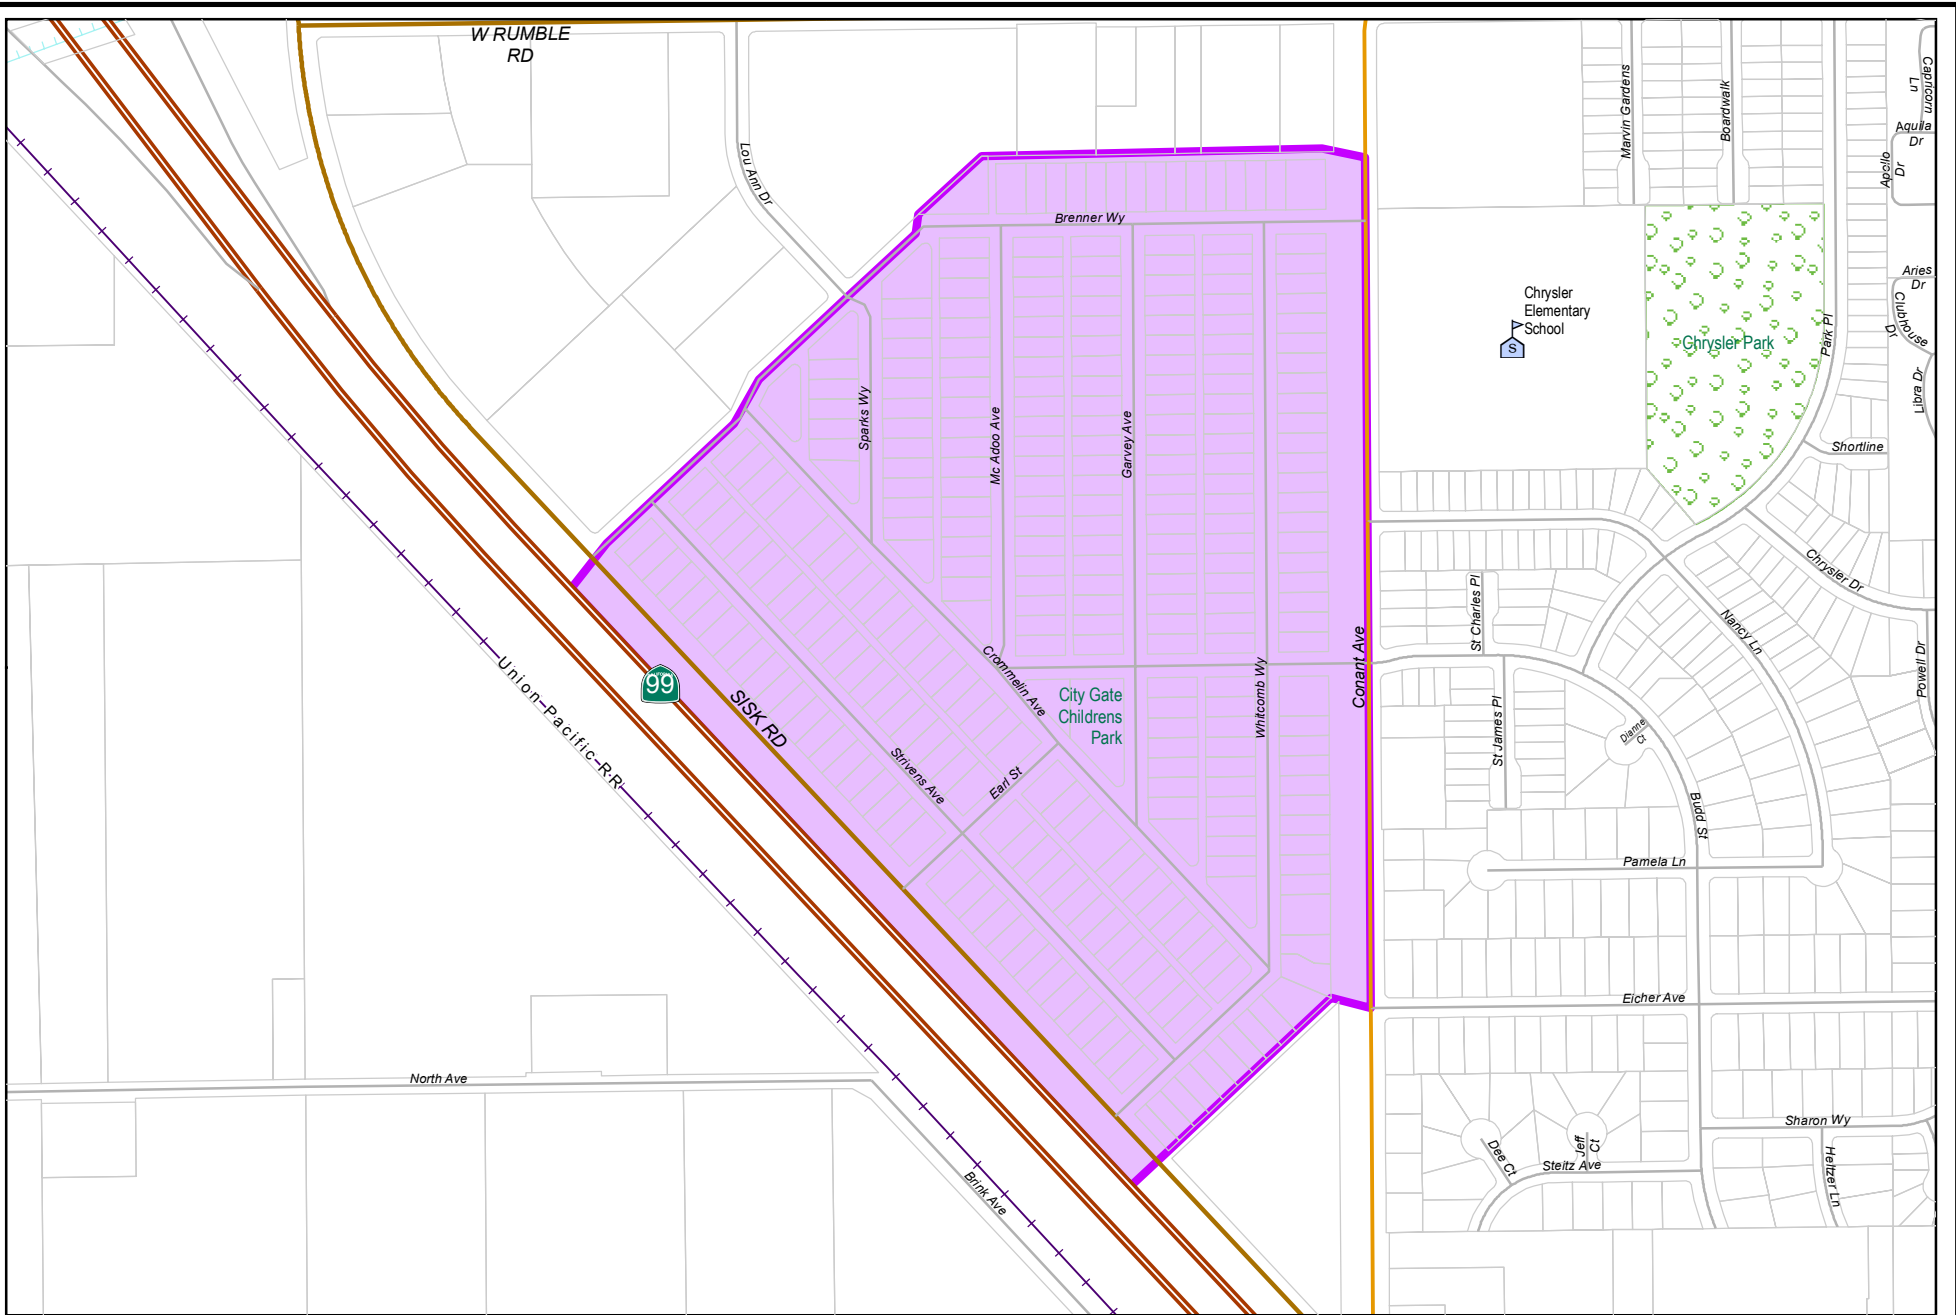 W RUMBLE
RD
Lou Ann Dr
Marvin Gardens
Boardwalk
Capricorn
Ln
Aquila
Dr
Apollo
Dr
Brenner Wy
Aries
Dr
Clubhouse
Dr
Chrysler
Elementary
School
S
Chrysler Park
Park Pl
Libra Dr
Sparks Wy
Mc Adoo Ave
Garvey Ave
Shortline
Chrysler Dr
St Charles Pl
Nancy Ln
Powell Dr
Crommelin Ave
Whitcomb Wy
Conant Ave
City Gate
Childrens
Park
99
Union Pacific RR
SISK RD
St James Pl
Dianne
Ct
Strivens Ave
Earl St
Budd St
Pamela Ln
Eicher Ave
North Ave
Brink Ave
Sharon Wy
Dee Ct
Jeff
Ct
Steitz Ave
Heltzer Ln